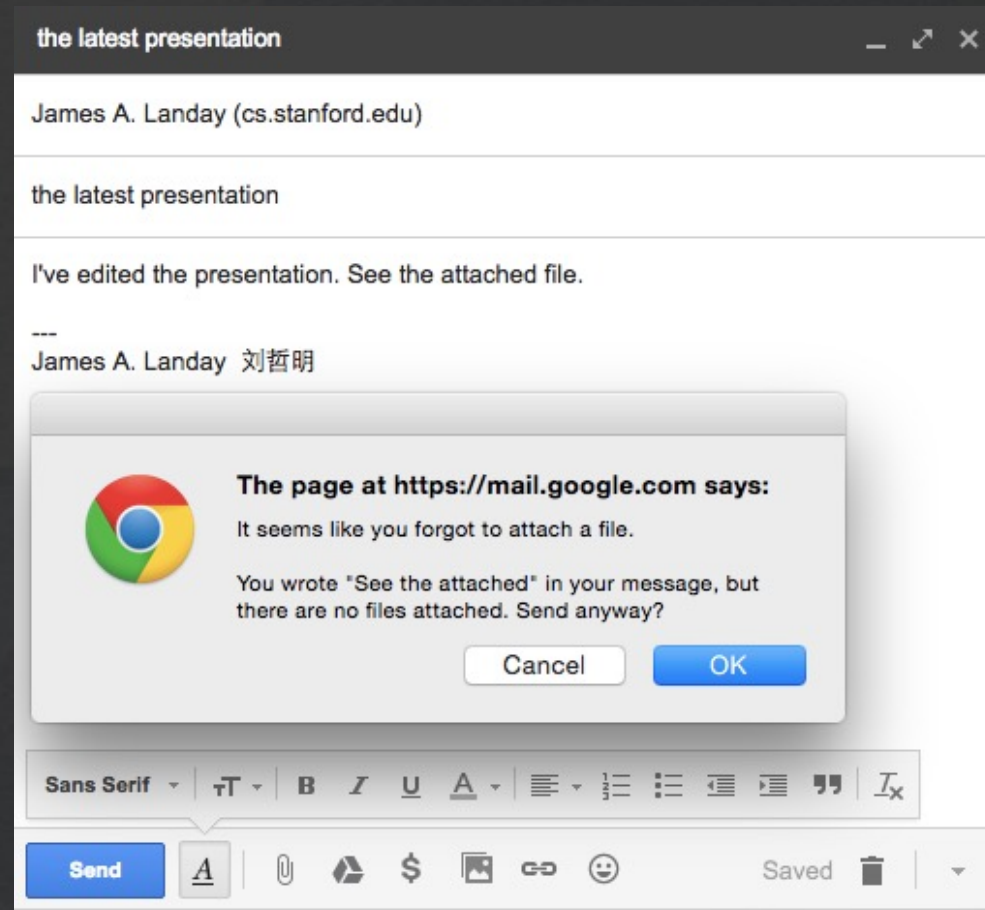 the latest presentation
James A. Landay (cs.stanford.edu)
the latest presentation
I've edited the presentation. See the attached file.
---
James A. Landay 刘哲明
The page at https://mail.google.com says:
It seems like you forgot to attach a file.
You wrote "See the attached" in your message, but
there are no files attached. Send anyway?
Cancel OK
Sans Serif
Send Saved